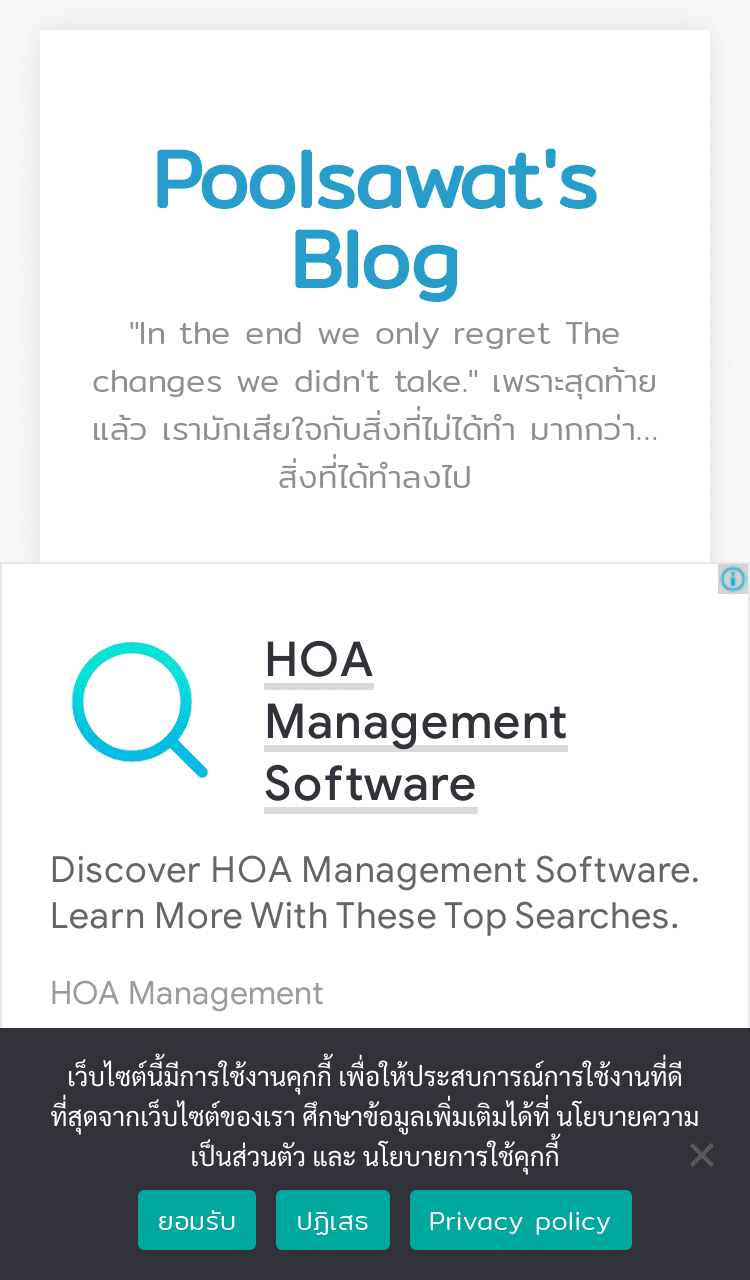 Poolsawat's
Blog
"In the end we only regret The
changes we didn't take." เพราะสุดท้าย
แล้ว เรามักเสียใจกับสิ่งที่ไม่ได้ทำ มากกว่า...
สิ่งที่ได้ทำลงไป
HOA
Management
Software
Discover HOA Management Software.
Learn More With These Top Searches.
HOA Management
เว็บไซต์นี้มีการใช้งานคุกกี้ เพื่อให้ประสบการณ์การใช้งานที่ดี
ที่สุดจากเว็บไซต์ของเรา ศึกษาข้อมูลเพิ่มเติมได้ที่ นโยบายความ
เป็นส่วนตัว และ นโยบายการใช้คุกกี้
ยอมรับ ปฏิเสธ Privacy policy